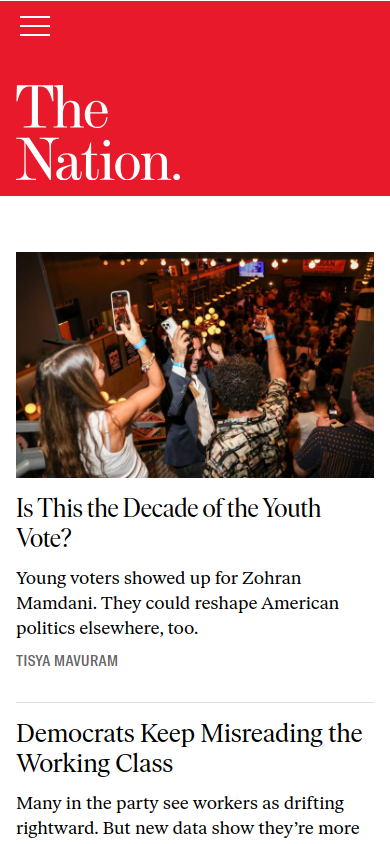 The
Nation.
Is This the Decade of the Youth
Vote?
Young voters showed up for Zohran
Mamdani. They could reshape American
politics elsewhere, too.
TISYA MAVURAM
Democrats Keep Misreading the
Working Class
Many in the party see workers as drifting
rightward. But new data show they’re more